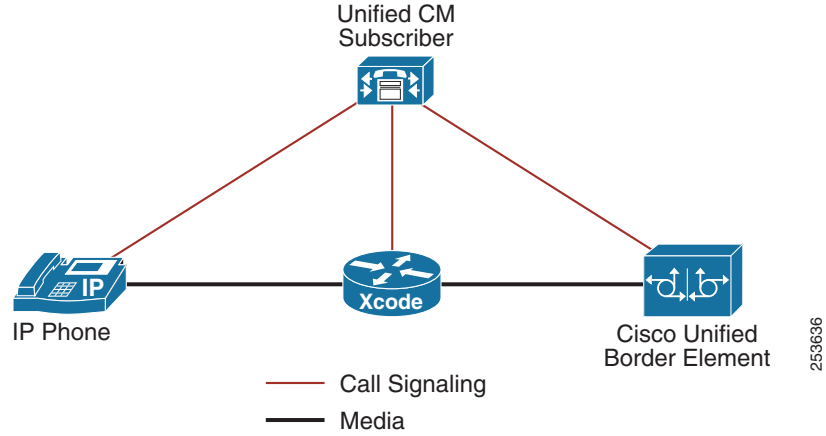 Unified CM
Subscriber
IP
Xcode
IP Phone
Cisco Unified
Border Element
253636
Call Signaling
Media